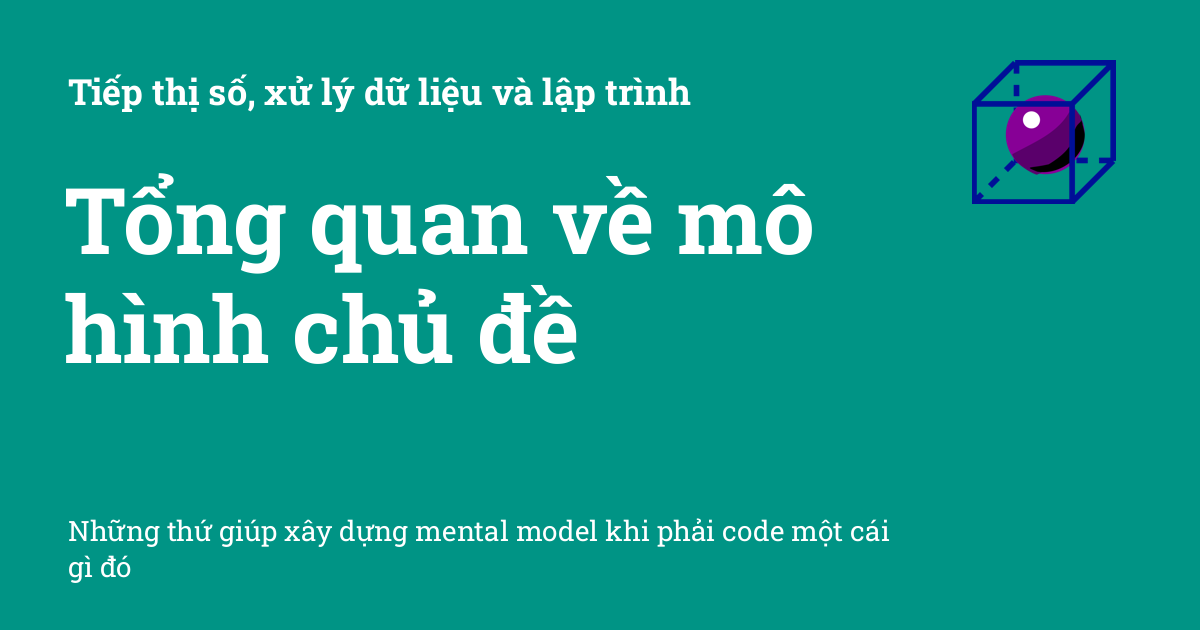 Tiếp thị số, xử lý dữ liệu và lập trình
Tổng quan về mô
hình chủ đề
Những thứ giúp xây dựng mental model khi phải code một cái
gì đó